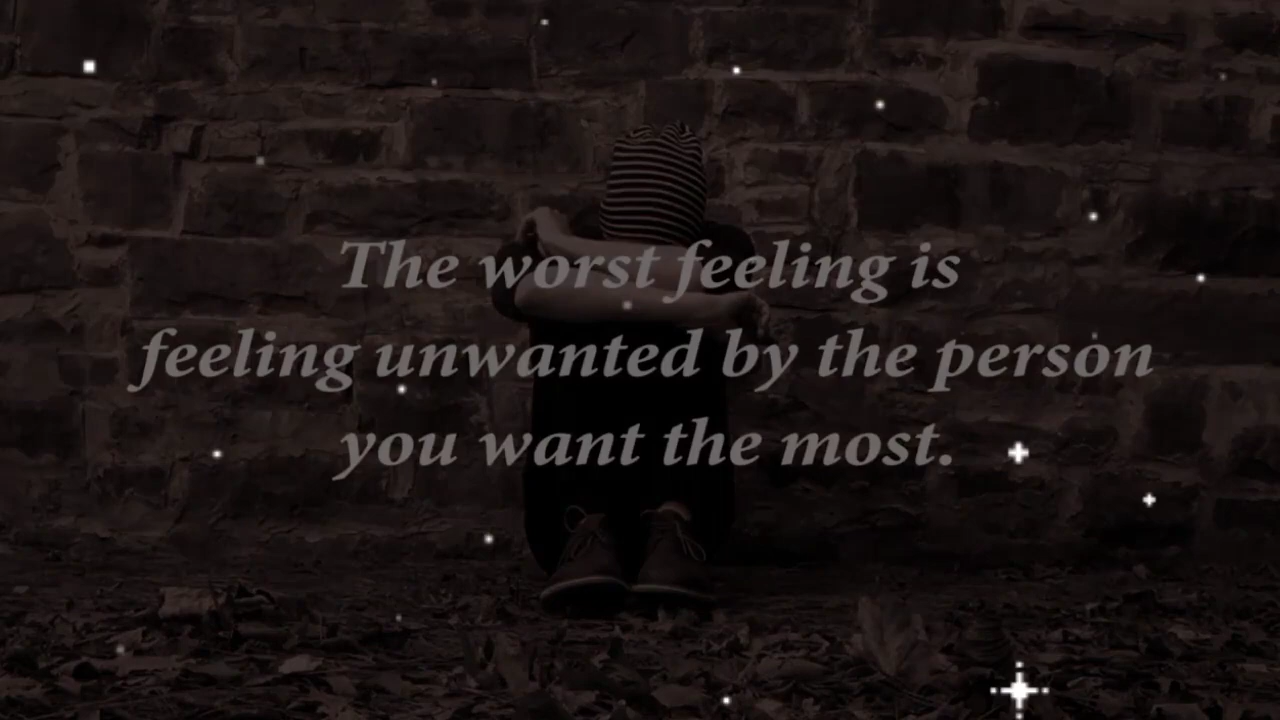 The worst feeling is
feeling unwanted by the person
you want the most.